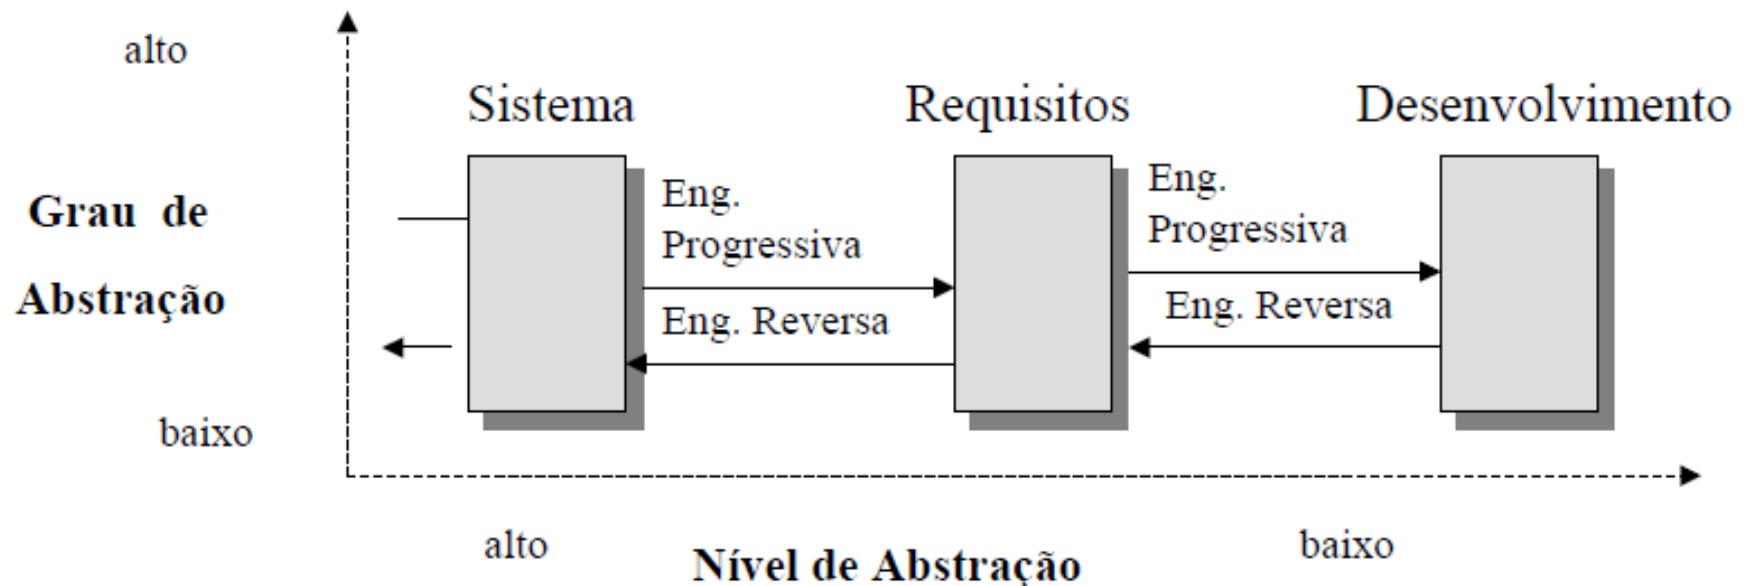 alto
Sistema
Requisitos
Desenvolvimento
Grau de
Abstração
Eng.
Progressiva
Eng. Reversa
Eng.
Progressiva
Eng. Reversa
baixo
alto
Nível de Abstração
baixo